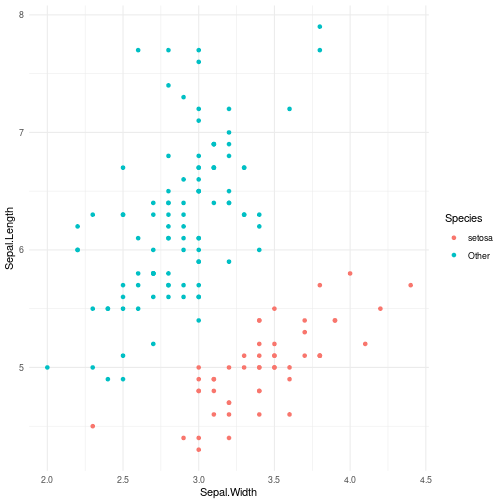 8
7
6
5
Sepal.Length
2.0 2.5 3.0 3.5 4.0 4.5
Sepal.Width
Species
setosa
Other